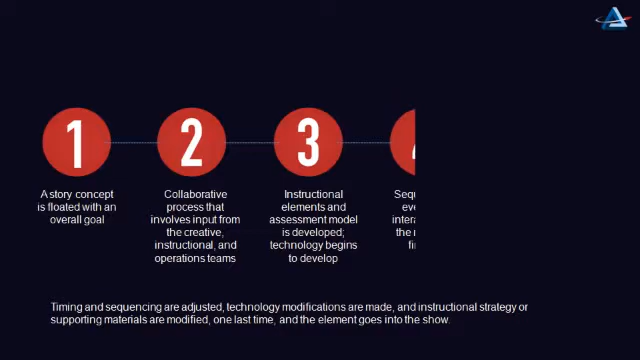 1
2
3
A story concept
is floated with an
overall goal
Collaborative
process that
involves input from
the creative,
instructional, and
operations teams
Instructional
elements and
assessment model
is developed;
technology begins
to develop
Timing and sequencing are adjusted, technology modifications are made, and instructional strategy or
supporting materials are modified, one last time, and the element goes into the show.